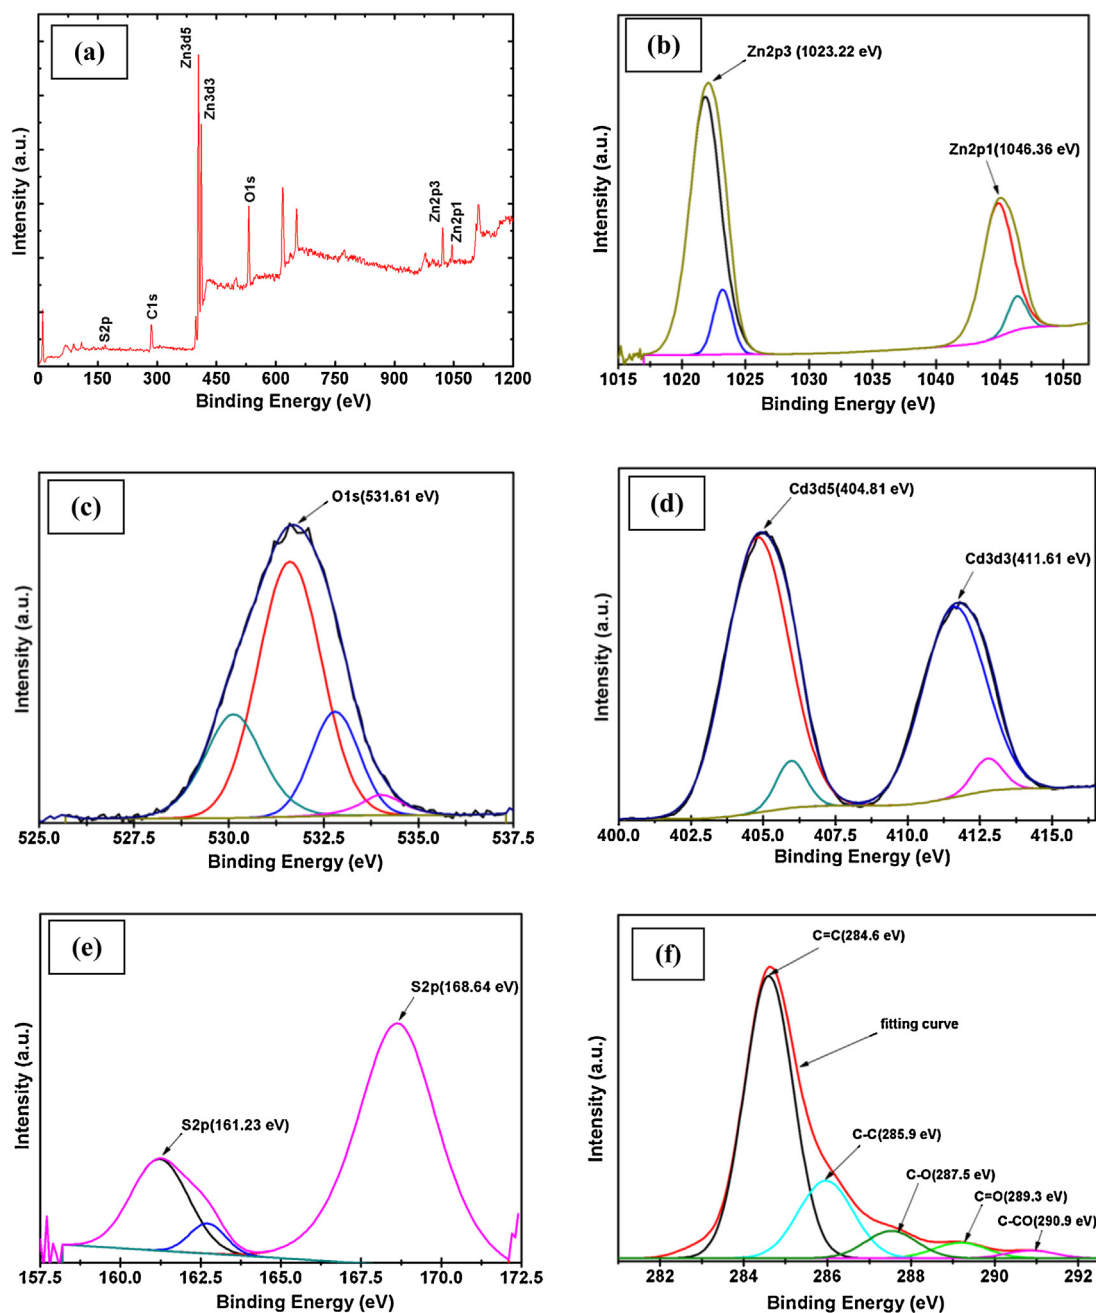 (a)
Zn3d5
Zn3d3
S2p
C1s
O1s
Zn2p3
Zn2p1
Intensity (a.u.)
0 150 300 450 600 750 900 1050 1200
Binding Energy (eV)
(b)
Zn2p3 (1023.22 eV)
Zn2p1(1046.36 eV)
Intensity (a.u.)
1015 1020 1025 1030 1035 1040 1045 1050
Binding Energy (eV)
(c)
O1s(531.61 eV)
Intensity (a.u.)
525.0 527.5 530.0 532.5 535.0 537.5
Binding Energy (eV)
(d)
Cd3d5(404.81 eV)
Cd3d3(411.61 eV)
Intensity (a.u.)
400.0 402.5 405.0 407.5 410.0 412.5 415.0
Binding Energy (eV)
(e)
S2p(168.64 eV)
S2p(161.23 eV)
Intensity (a.u.)
157.5 160.0 162.5 165.0 167.5 170.0 172.5
Binding Energy (eV)
(f)
C=C(284.6 eV)
fitting curve
C-C(285.9 eV)
C-O(287.5 eV)
C=O(289.3 eV)
C-CO(290.9 eV)
Intensity (a.u.)
282 284 286 288 290 292
Binding Energy (eV)